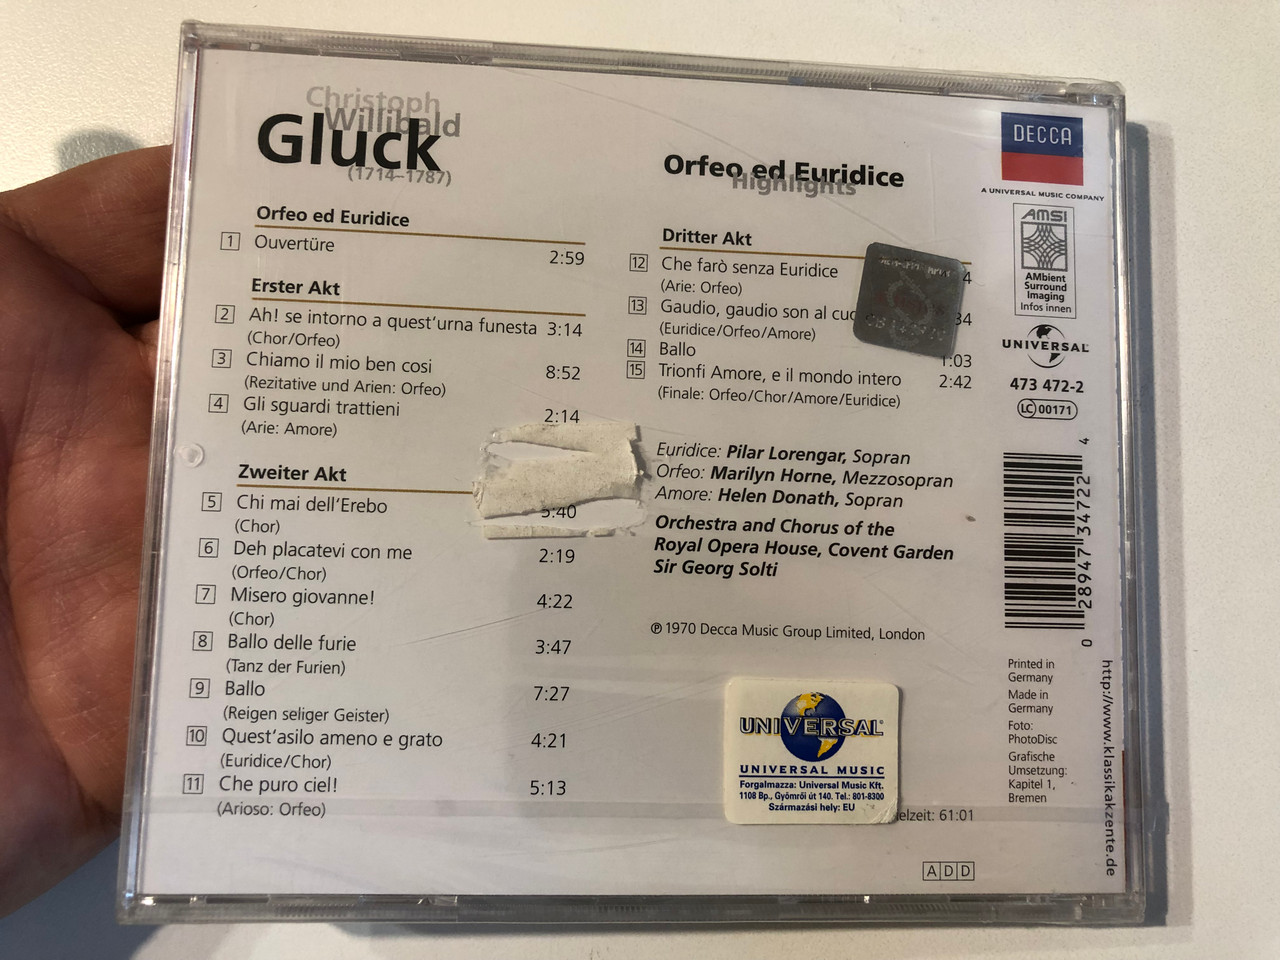 Christoph
Willibald
Gluck
(1714–1787)
Orfeo ed Euridice
1 Ouvertüre 2:59
Erster Akt
2 Ah! se intorno a quest'urna funesta 3:14
(Chor/Orfeo)
3 Chiamo il mio ben cosi 8:52
(Rezitative und Arien: Orfeo)
4 Gli sguardi trattieni 2:14
(Arie: Amore)
Zweiter Akt
5 Chi mai dell'Erebo 5:40
(Chor)
6 Deh placatevi con me 2:19
(Orfeo/Chor)
7 Misero giovanne! 4:22
(Chor)
8 Ballo delle furie 3:47
(Tanz der Furien)
9 Ballo 7:27
(Reigen seliger Geister)
10 Quest'asilo ameno e grato 4:21
(Euridice/Chor)
11 Che puro ciel! 5:13
(Arioso: Orfeo)
Orfeo ed Euridice
Highlights
Dritter Akt
12 Che farò senza Euridice 4
(Arie: Orfeo)
13 Gaudio, gaudio son al 34
(Euridice/Orfeo/Amore)
14 Ballo 1:03
15 Trionfi Amore, e il mondo intero 2:42
(Finale: Orfeo/Chor/Amore/Euridice)
Euridice: Pilar Lorengar, Sopran
Orfeo: Marilyn Horne, Mezzosopran
Amore: Helen Donath, Sopran
Orchestra and Chorus of the
Royal Opera House, Covent Garden
Sir Georg Solti
℗ 1970 Decca Music Group Limited, London
UNIVERSAL
UNIVERSAL MUSIC
Forgalmazza: Universal Music Kft.
1108 Bp., Gyömrői út 140. Tel.: 801-8300
Származási hely: EU
ielzeit: 61:01
ADD
DECCA
A UNIVERSAL MUSIC COMPANY
AMSI
AMbient
Surround
Imaging
Infos innen
UNIVERSAL
473 472-2
LC 00171
0 28947 34722 4
Printed in
Germany
Made in
Germany
Foto:
PhotoDisc
Grafische
Umsetzung:
Kapitel 1,
Bremen
http://www.klassikakzente.de